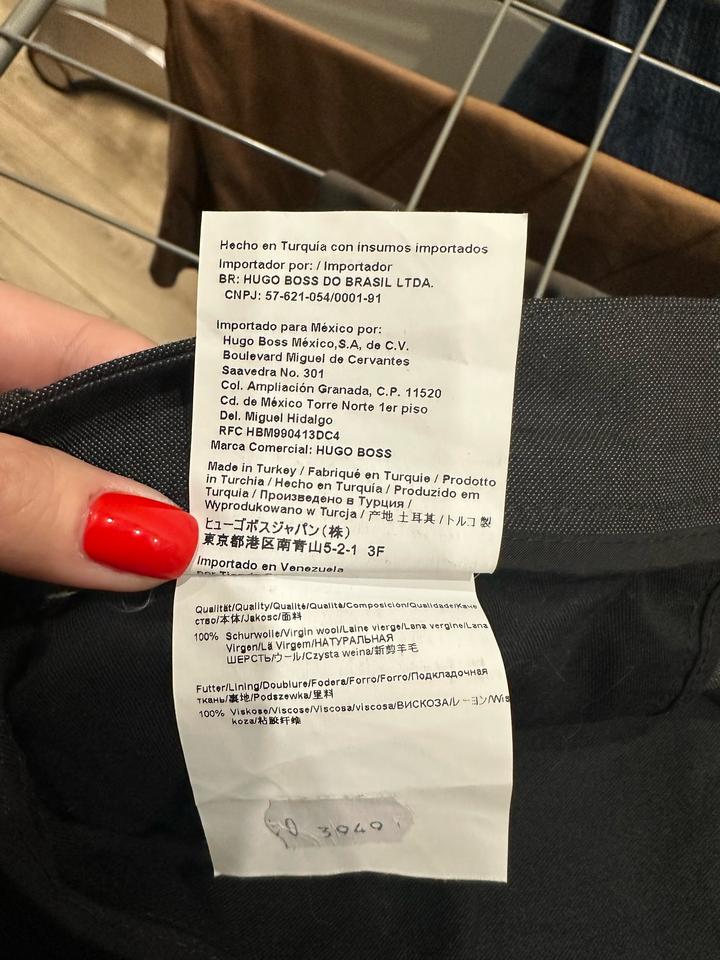 Hecho en Turquía con insumos importados
Importador por: / Importador
BR: HUGO BOSS DO BRASIL LTDA.
CNPJ: 57-621-054/0001-91
Importado para México por:
Hugo Boss México,S.A, de C.V.
Boulevard Miguel de Cervantes
Saavedra No. 301
Col. Ampliación Granada, C.P. 11520
Cd. de México Torre Norte 1er piso
Del. Miguel Hidalgo
RFC HBM990413DC4
Marca Comercial: HUGO BOSS
Made in Turkey / Fabriqué en Turquie / Prodotto
in Turchia / Hecho en Turquía / Produzido em
Turquia / Произведено в Турция /
Wyprodukowano w Turcja / 产地 土耳其 / トルコ 製
ヒューゴボスジャパン(株)
東京都港区南青山5-2-1 3F
Importado en Venezuela
por
Qualität/Quality/Qualité/Qualità/Composición/Qualidade/Каче
ство/本体/Jakosc/面料
100% Schurwolle/Virgin wool/Laine vierge/Lana vergine/Lana
Virgen/Lã Virgem/НАТУРАЛЬНАЯ
ШЕРСТЬ/ウール/Czysta weina/新剪羊毛
Futter/Lining/Doublure/Fodera/Forro/Forro/Подкладочная
ткань/裏地/Podszewka/里料
100% Viskose/Viscose/Viscosa/viscosa/ВИСКОЗА/レーヨン/Wis
koza/粘胶纤维
3040